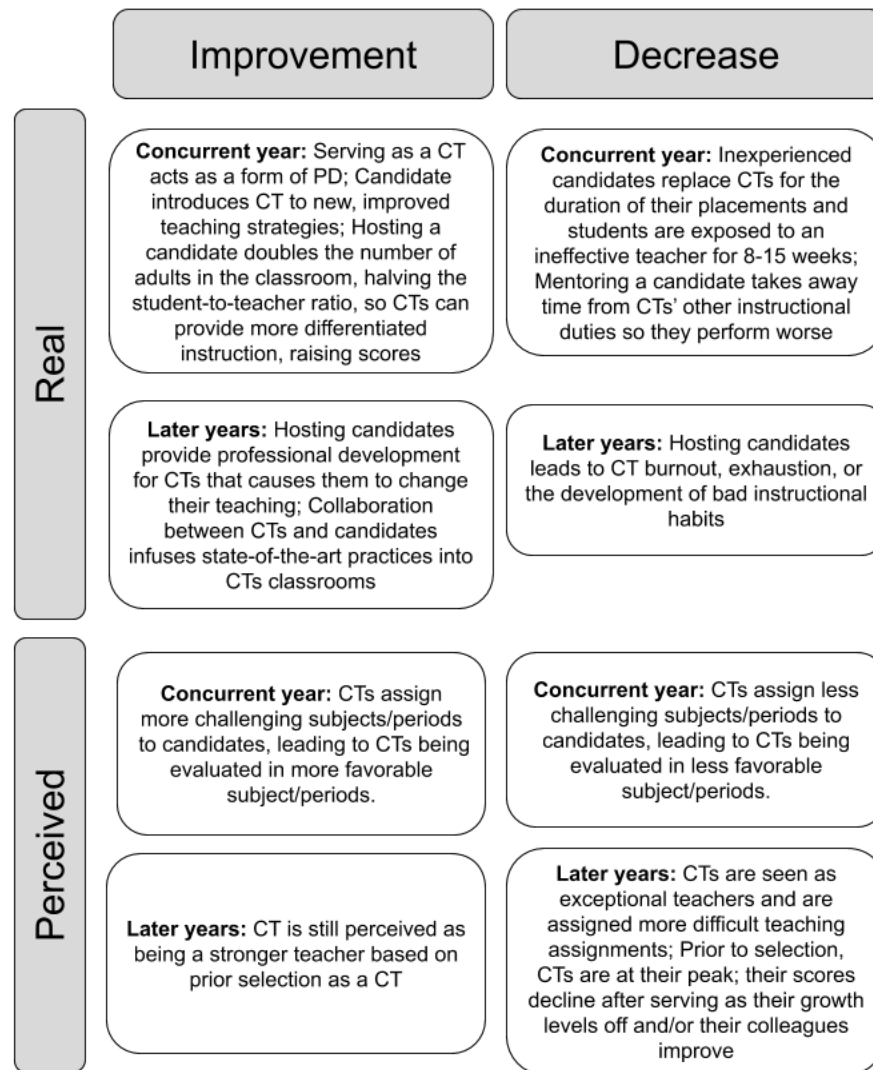 Improvement
Decrease
Real
Concurrent year: Serving as a CT
acts as a form of PD; Candidate
introduces CT to new, improved
teaching strategies; Hosting a
candidate doubles the number of
adults in the classroom, halving the
student-to-teacher ratio, so CTs can
provide more differentiated
instruction, raising scores
Concurrent year: Inexperienced
candidates replace CTs for the
duration of their placements and
students are exposed to an
ineffective teacher for 8-15 weeks;
Mentoring a candidate takes away
time from CTs' other instructional
duties so they perform worse
Later years: Hosting candidates
provide professional development
for CTs that causes them to change
their teaching; Collaboration
between CTs and candidates
infuses state-of-the-art practices into
CTs classrooms
Later years: Hosting candidates
leads to CT burnout, exhaustion, or
the development of bad instructional
habits
Perceived
Concurrent year: CTs assign
more challenging subjects/periods
to candidates, leading to CTs being
evaluated in more favorable
subject/periods.
Concurrent year: CTs assign less
challenging subjects/periods to
candidates, leading to CTs being
evaluated in less favorable
subject/periods.
Later years: CT is still perceived as
being a stronger teacher based on
prior selection as a CT
Later years: CTs are seen as
exceptional teachers and are
assigned more difficult teaching
assignments; Prior to selection,
CTs are at their peak; their scores
decline after serving as their growth
levels off and/or their colleagues
improve